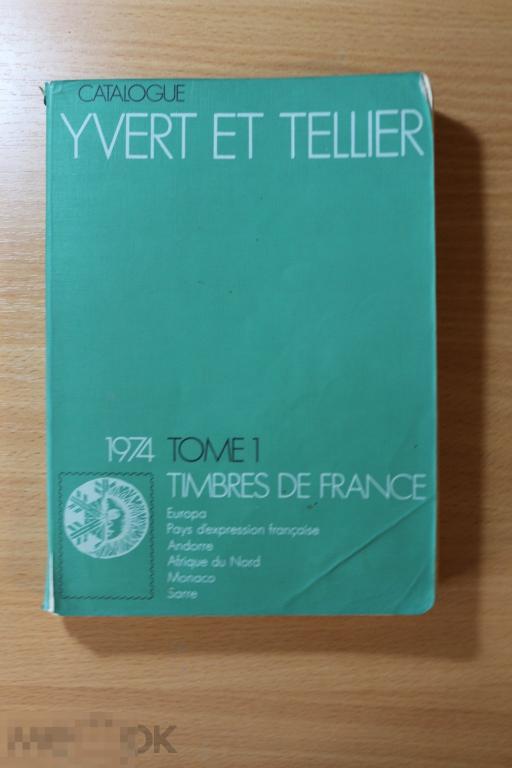 CATALOGUE
YVERT ET TELLIER
1974 TOME 1
TIMBRES DE FRANCE
Europa
Pays d'expression française
Andorre
Afrique du Nord
Monaco
Sarre